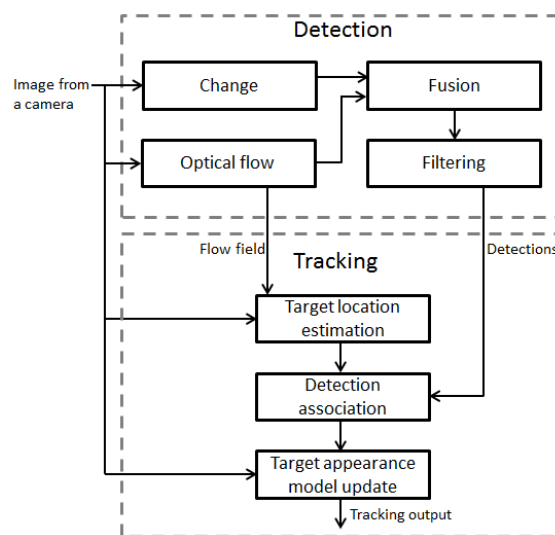 Detection
Image from
a camera
Change
Fusion
Optical flow
Filtering
Flow field
Detections
Tracking
Target location
estimation
Detection
association
Target appearance
model update
Tracking output